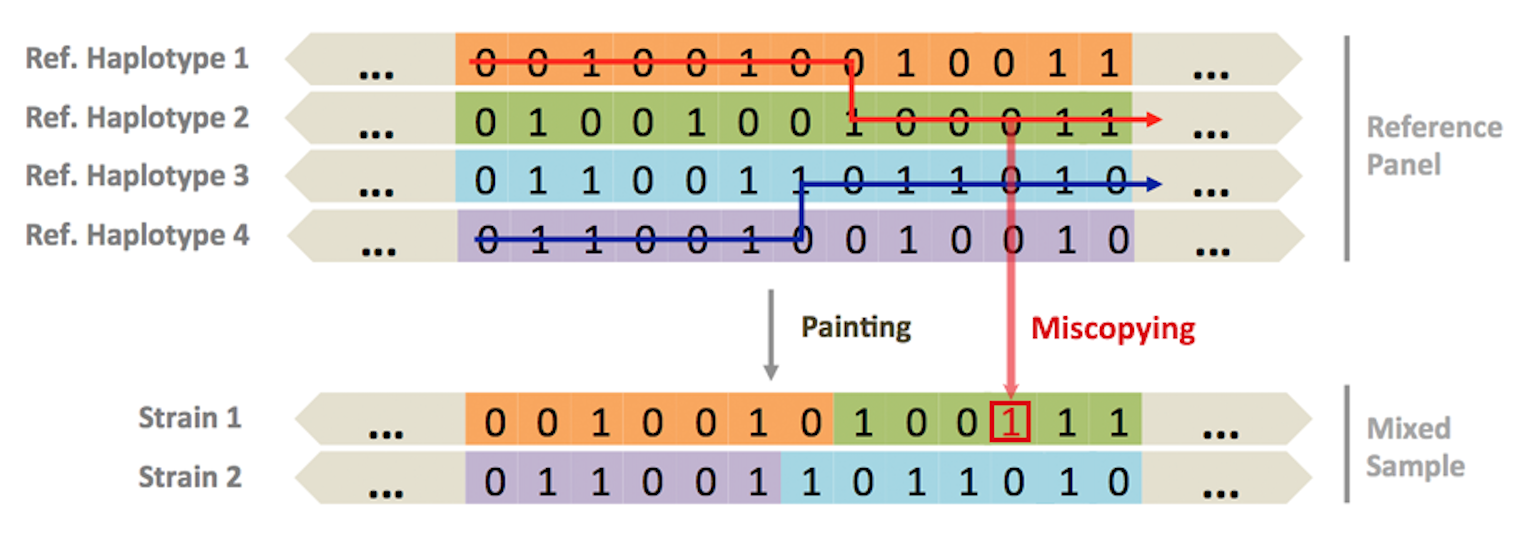 Ref. Haplotype 1 ... 0 0 1 0 0 1 0 0 1 0 0 1 1 ...
Ref. Haplotype 2 ... 0 1 0 0 1 0 0 1 0 0 0 1 1 ...
Reference
Panel
Ref. Haplotype 3 ... 0 1 1 0 0 1 1 0 1 1 0 1 0 ...
Ref. Haplotype 4 ... 0 1 1 0 0 1 0 0 1 0 0 1 0 ...
Painting
Miscopying
Strain 1 ... 0 0 1 0 0 1 0 1 0 0 1 1 1 ...
Mixed
Sample
Strain 2 ... 0 1 1 0 0 1 1 0 1 1 0 1 0 ...